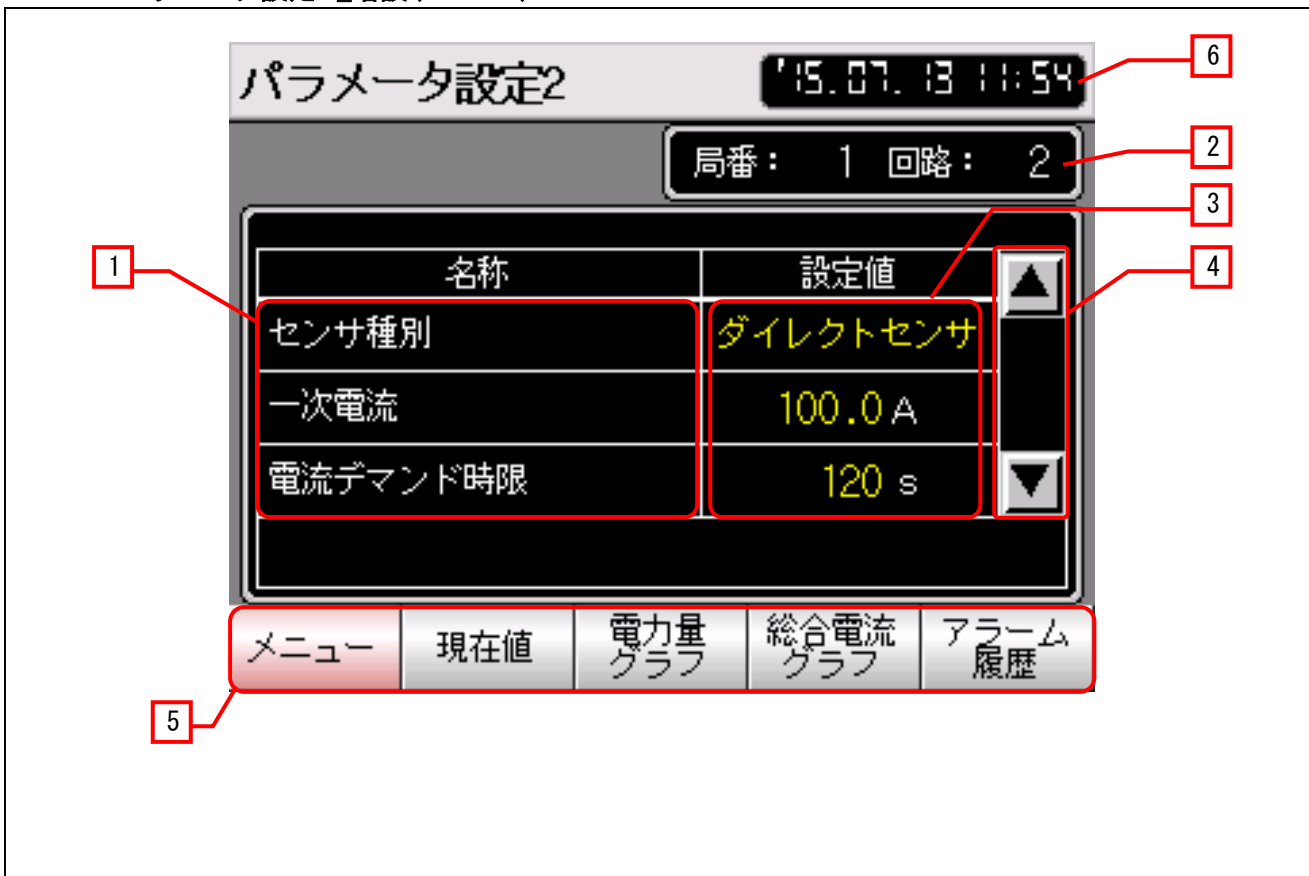 パラメータ設定2
'15.07.13 11:54
6
局番： 1 回路： 2
2
3
1
名称 設定値
4
センサ種別 ダイレクトセンサ
一次電流 100.0 A
電流デマンド時限 120 s
メニュー
現在値
電力量
グラフ
総合電流
グラフ
アラーム
履歴
5